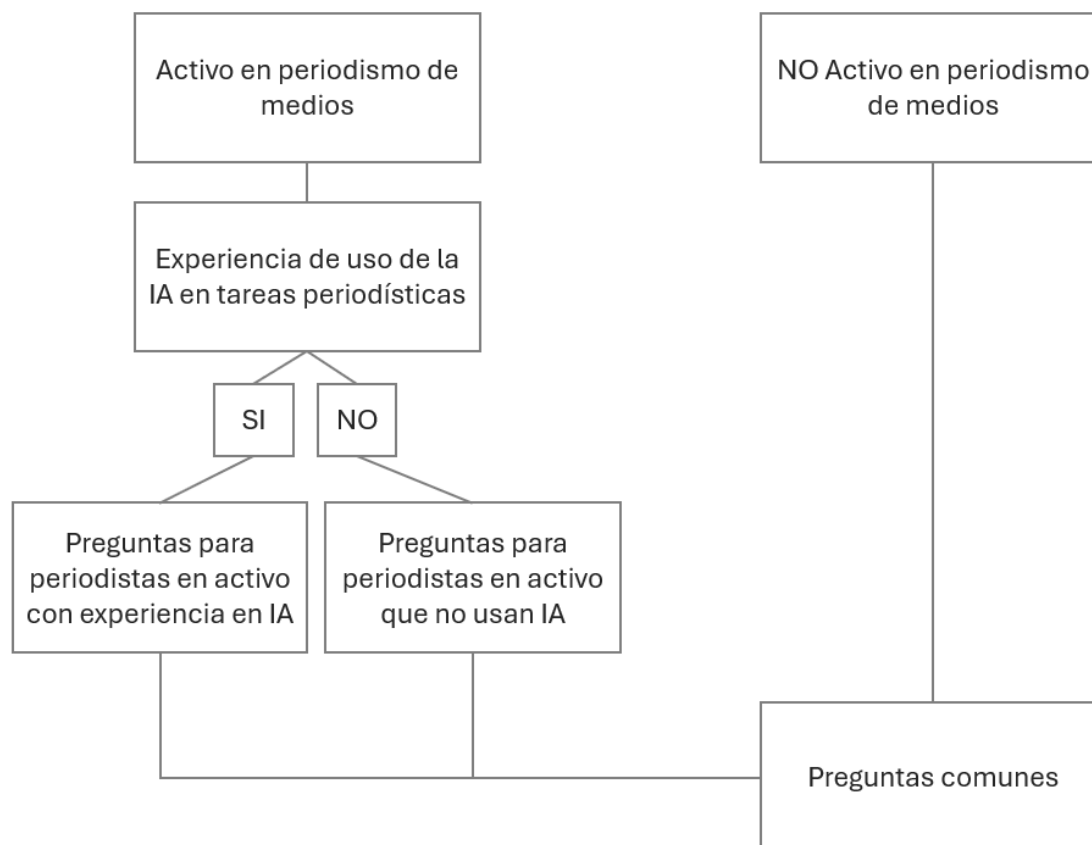 Activo en periodismo de
medios
NO Activo en periodismo
de medios
Experiencia de uso de la
IA en tareas periodísticas
SI
NO
Preguntas para
periodistas en activo
con experiencia en IA
Preguntas para
periodistas en activo
que no usan IA
Preguntas comunes